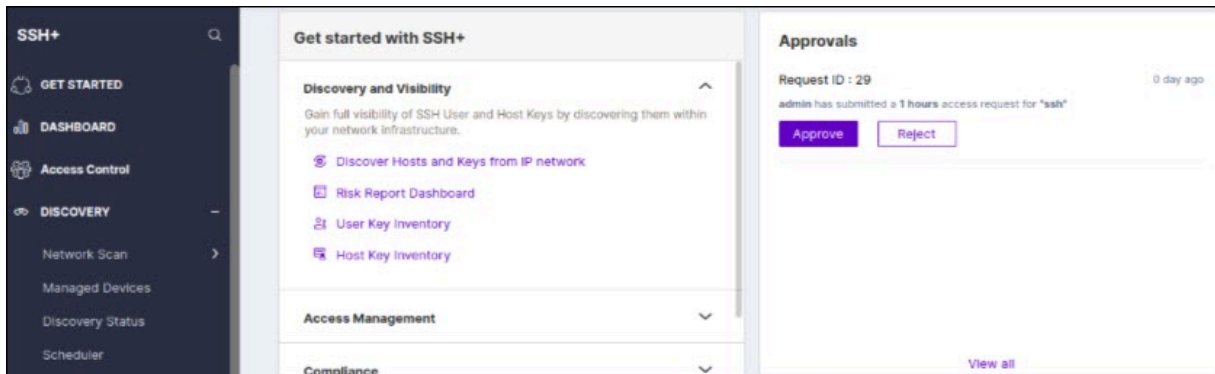 SSH+
GET STARTED
DASHBOARD
Access Control
DISCOVERY
Network Scan
Managed Devices
Discovery Status
Scheduler
Get started with SSH+
Discovery and Visibility
Gain full visibility of SSH User and Host Keys by discovering them within
your network infrastructure.
Discover Hosts and Keys from IP network
Risk Report Dashboard
User Key Inventory
Host Key Inventory
Access Management
Compliance
Approvals
Request ID : 29
0 day ago
admin has submitted a 1 hours access request for "ssh"
Approve
Reject
View all